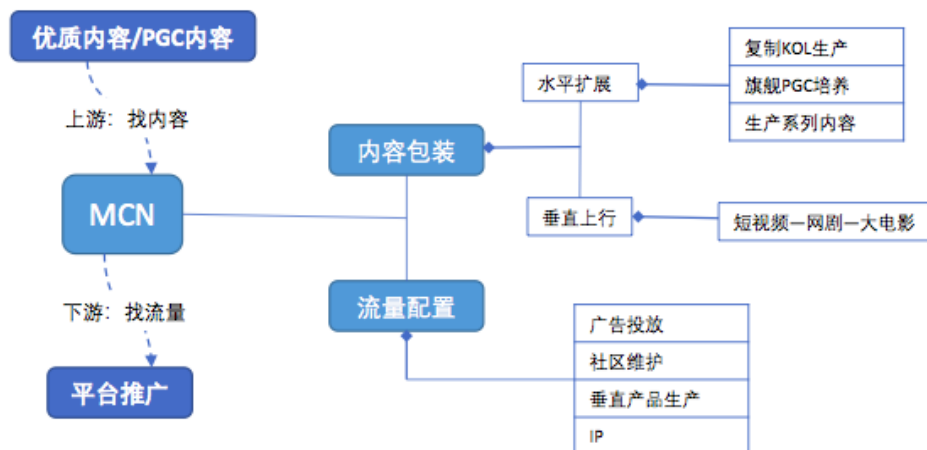 优质内容/PGC内容
上游：找内容
MCN
下游：找流量
平台推广
内容包装
流量配置
水平扩展
垂直上行
复制KOL生产
旗舰PGC培养
生产系列内容
短视频—网剧—大电影
广告投放
社区维护
垂直产品生产
IP